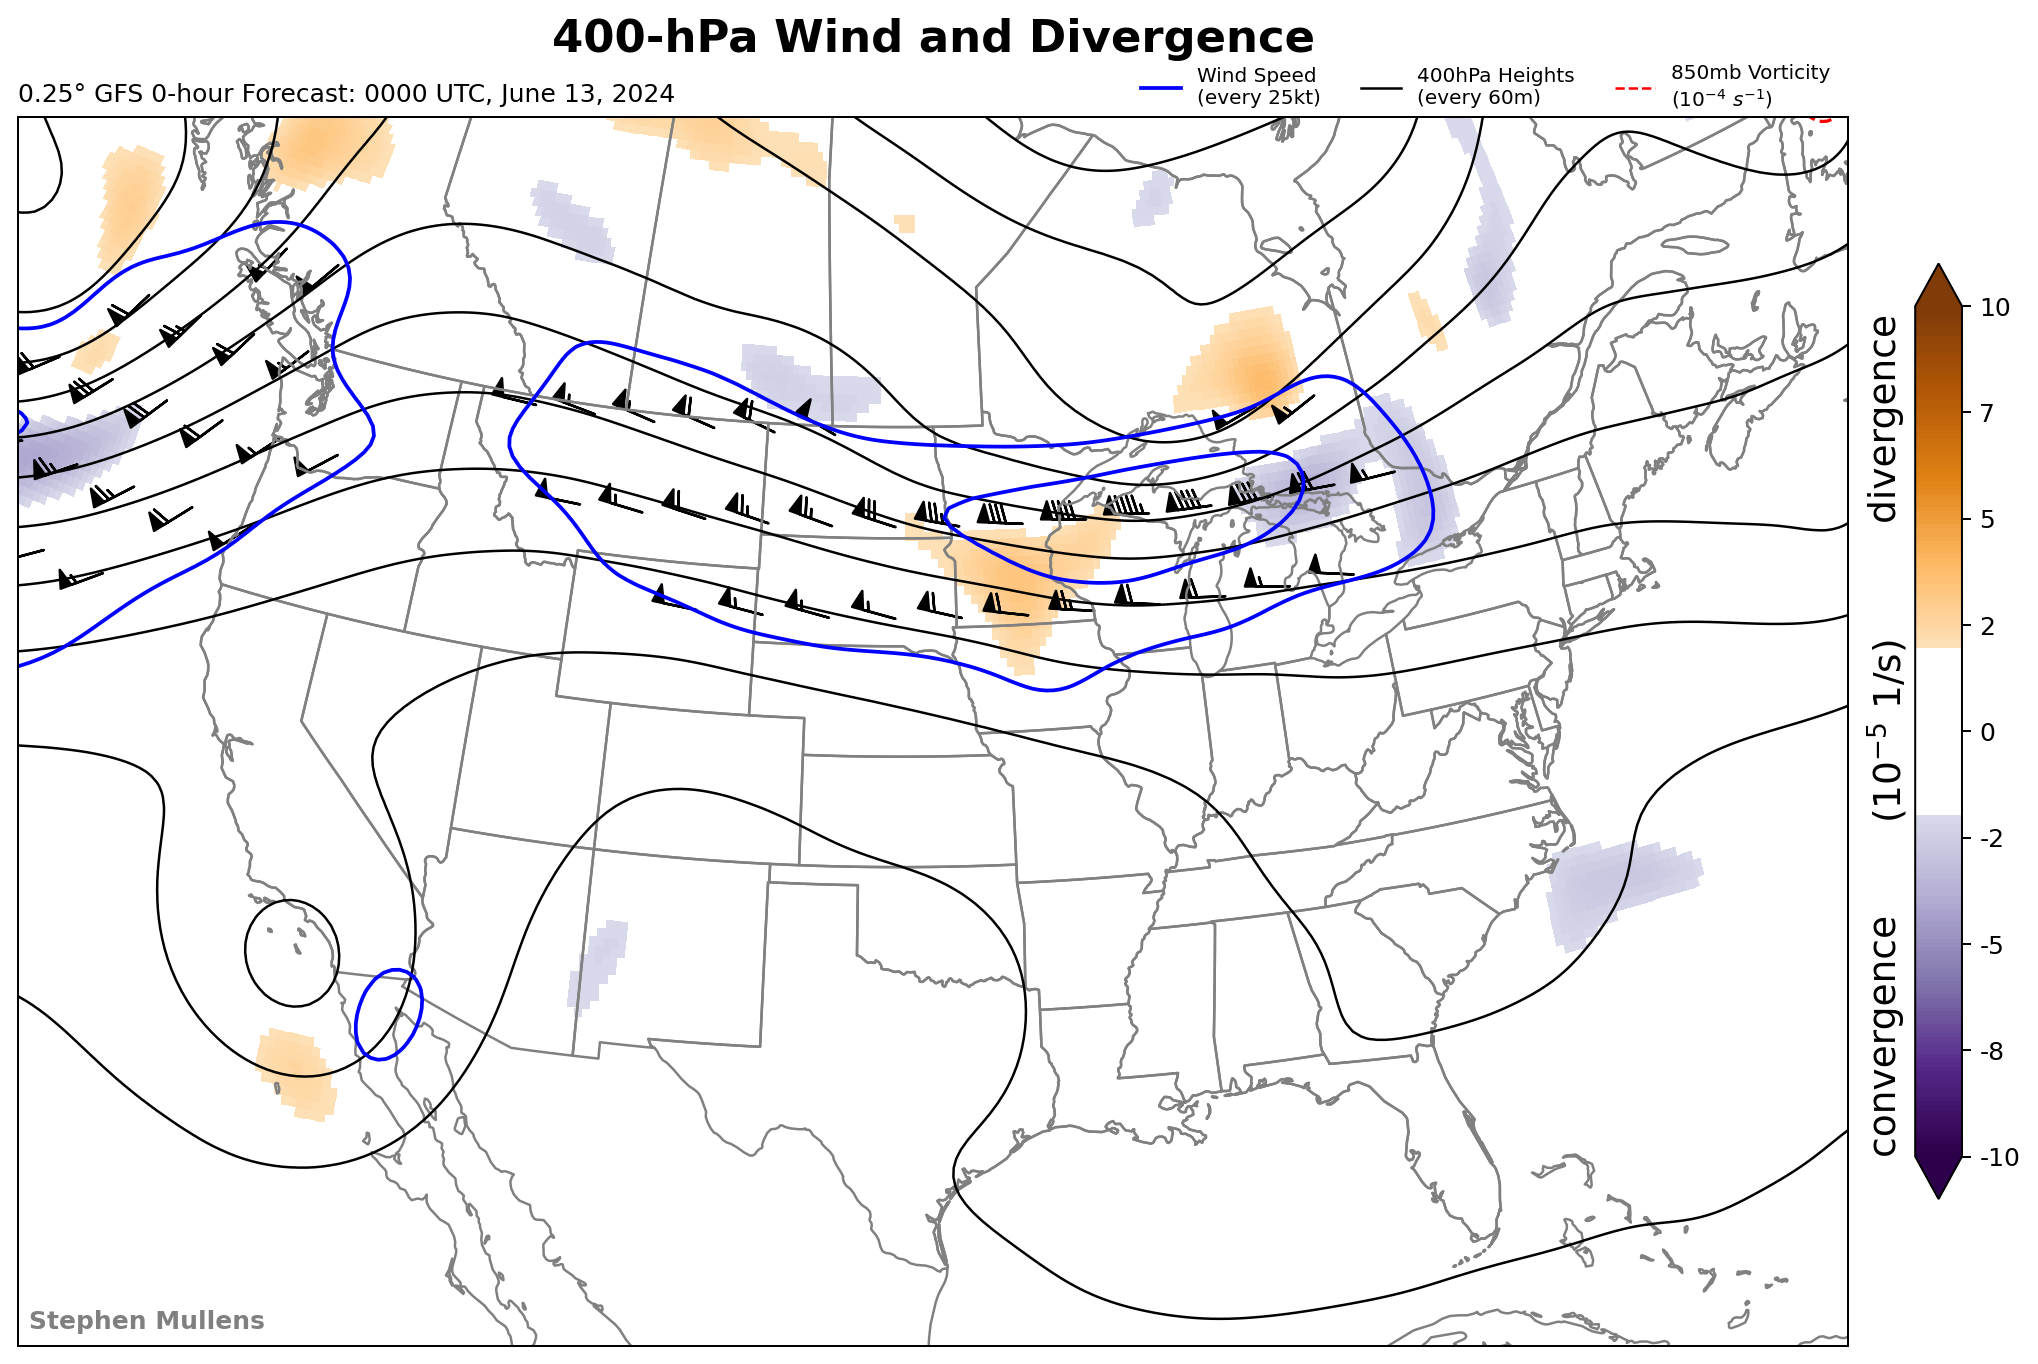 400-hPa Wind and Divergence
0.25° GFS 0-hour Forecast: 0000 UTC, June 13, 2024
Wind Speed
(every 25kt)
400hPa Heights
(every 60m)
850mb Vorticity
(10⁻⁴ s⁻¹)
10
7
5
2
0
-2
-5
-8
-10
convergence (10⁻⁵ 1/s) divergence
Stephen Mullens